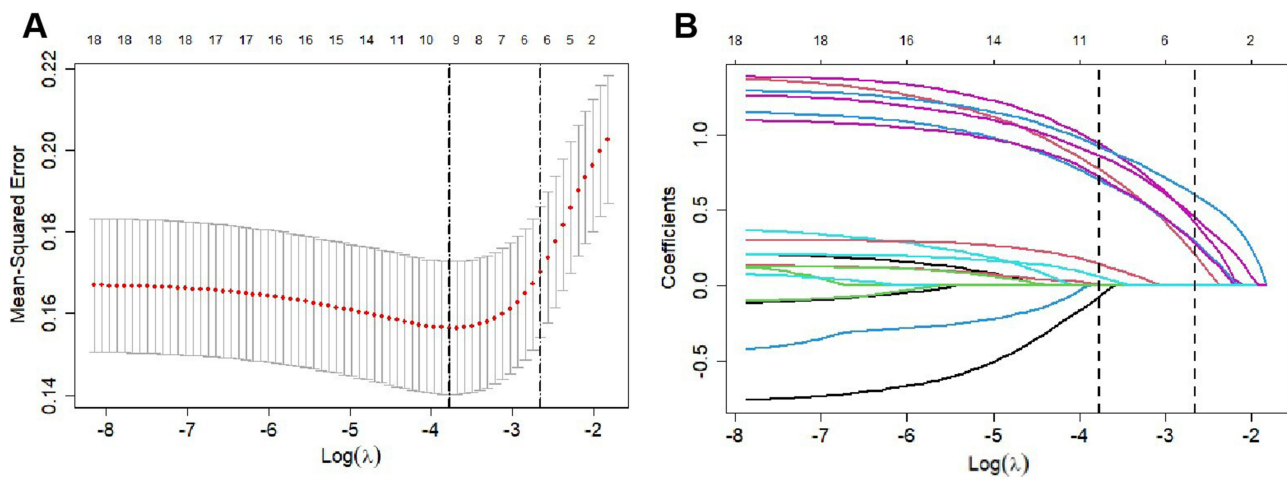 A
18 18 18 18 17 17 16 16 15 14 11 10 9 8 7 6 6 5 2
0.22
0.20
0.18
0.16
0.14
Mean-Squared Error
-8 -7 -6 -5 -4 -3 -2
Log(λ)
B
18 18 16 14 11 6 2
1.0
0.5
0.0
-0.5
Coefficients
-8 -7 -6 -5 -4 -3 -2
Log(λ)